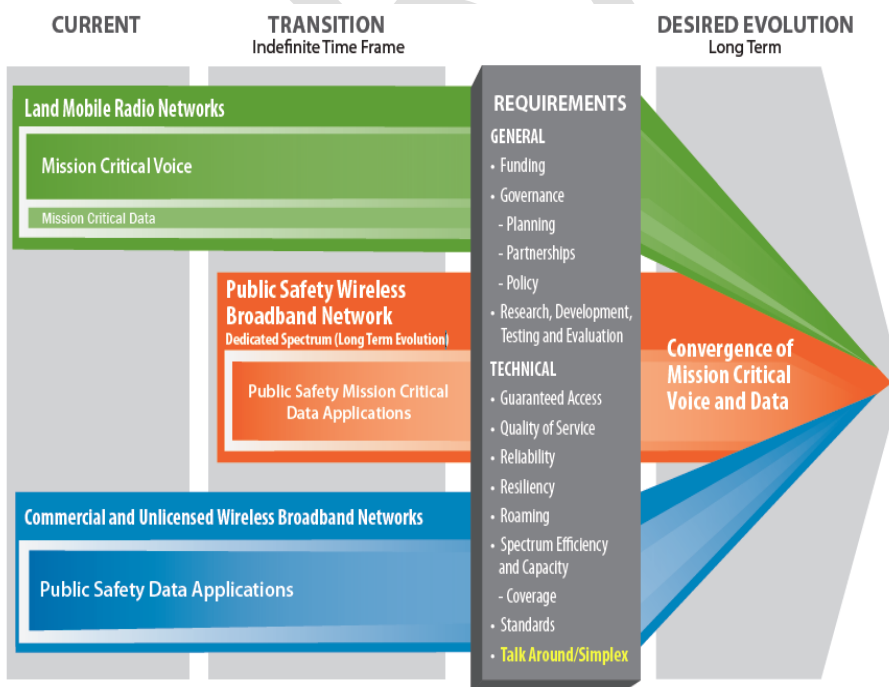 CURRENT
TRANSITION
Indefinite Time Frame
DESIRED EVOLUTION
Long Term
Land Mobile Radio Networks
Mission Critical Voice
Mission Critical Data
Public Safety Wireless
Broadband Network
Dedicated Spectrum (Long Term Evolution)
Public Safety Mission Critical
Data Applications
Commercial and Unlicensed Wireless Broadband Networks
Public Safety Data Applications
REQUIREMENTS
GENERAL
• Funding
• Governance
- Planning
- Partnerships
- Policy
• Research, Development,
Testing and Evaluation
TECHNICAL
• Guaranteed Access
• Quality of Service
• Reliability
• Resiliency
• Roaming
• Spectrum Efficiency
and Capacity
- Coverage
• Standards
• Talk Around/Simplex
Convergence of
Mission Critical
Voice and Data